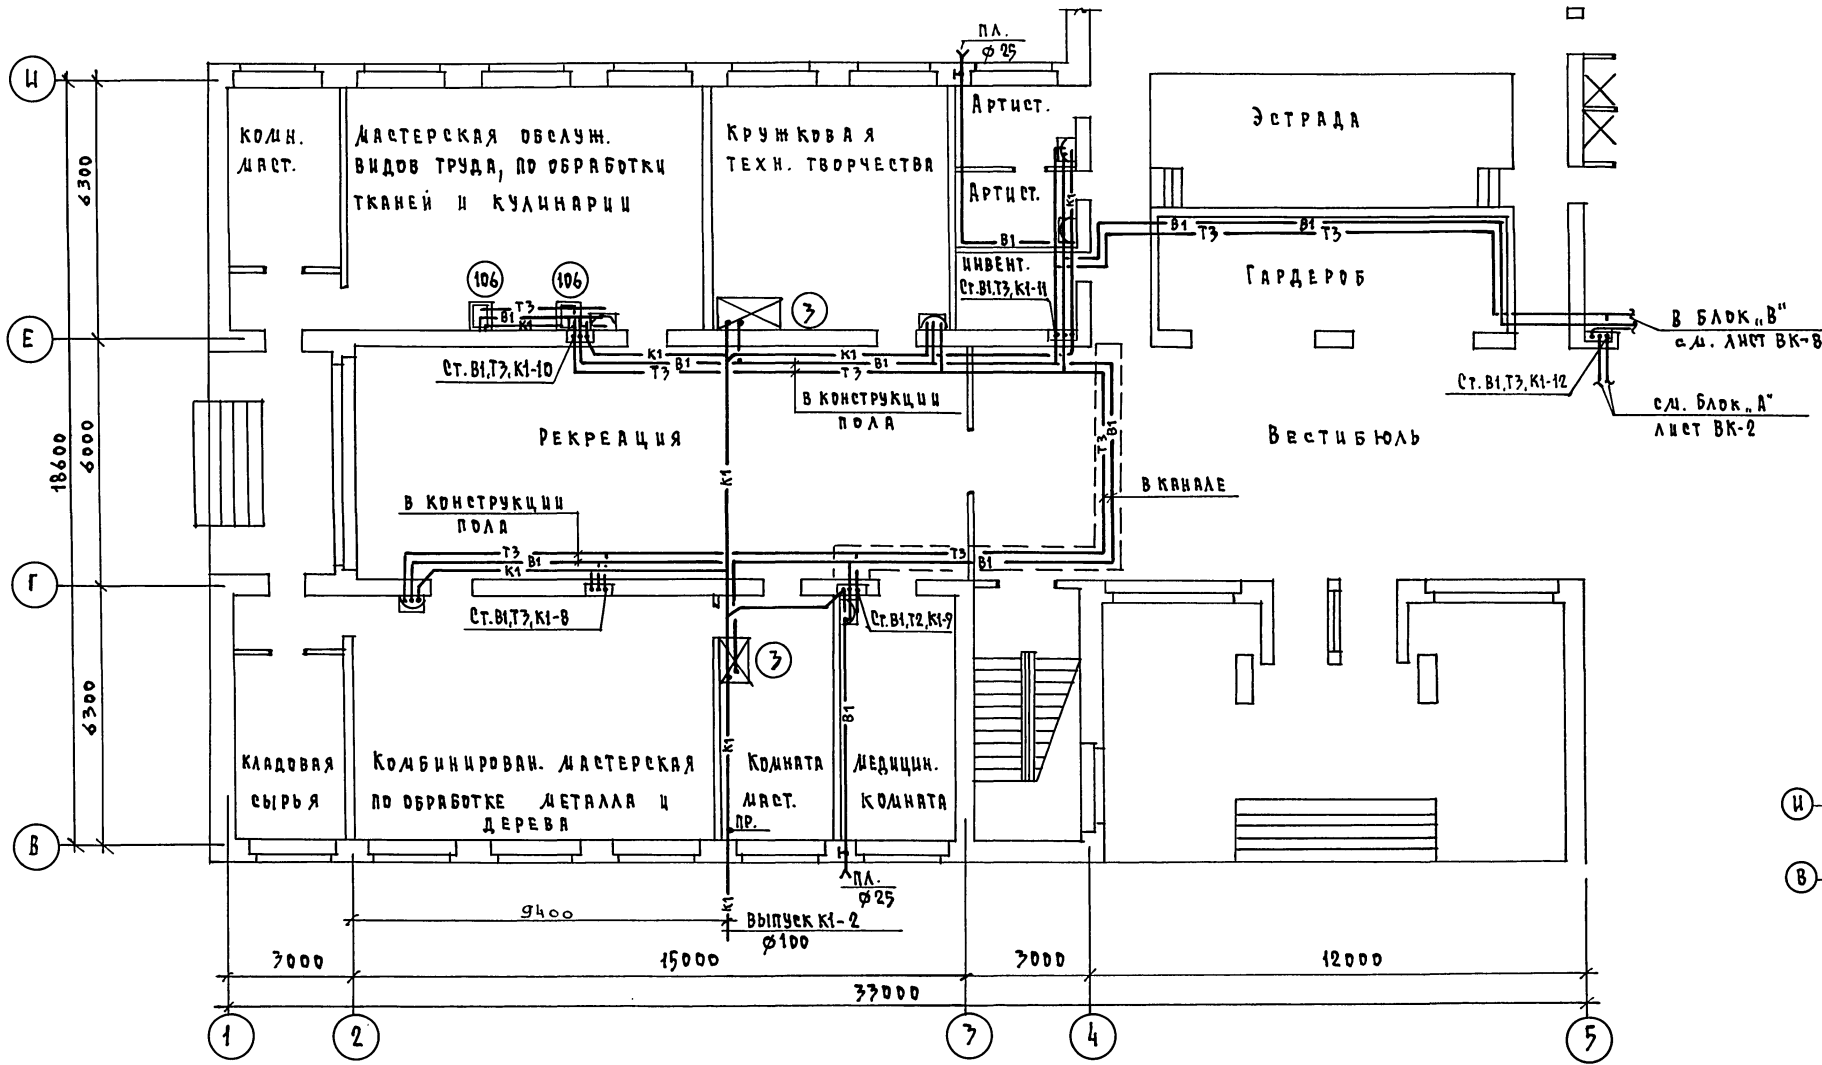 ПЛ.
Ø 25
И
КОМН.
МАСТ.
МАСТЕРСКАЯ ОБСЛУЖ.
ВИДОВ ТРУДА, ПО ОБРАБОТКИ
ТКАНЕЙ И КУЛИНАРИИ
КРУЖКОВАЯ
ТЕХН. ТВОРЧЕСТВА
АРТИСТ.
АРТИСТ.
ЭСТРАДА
К1
В1
В1
Т3
В1
Т3
6300
ИНВЕНТ.
Ст.В1,Т3,К1-11
ГАРДЕРОБ
106
106
Т3
В1
К1
3
Е
В БЛОК „В"
см. ЛИСТ ВК-8
К1
В1
Т3
К1
В1
Т3
Ст.В1,Т3,К1-10
Ст.В1,Т3,К1-12
В КОНСТРУКЦИИ
ПОЛА
см. БЛОК „А"
ЛИСТ ВК-2
РЕКРЕАЦИЯ
ВЕСТИБЮЛЬ
18600
6000
К1
Т3
В1
В КАНАЛЕ
В КОНСТРУКЦИИ
ПОЛА
Т3
В1
К1
Т3
В1
Г
Ст.В1,Т3,К1-8
Ст.В1,Т2,К1-9
3
6300
К1
В1
КЛАДОВАЯ
СЫРЬЯ
КОМБИНИРОВАН. МАСТЕРСКАЯ
ПО ОБРАБОТКЕ МЕТАЛЛА И
ДЕРЕВА
КОМНАТА
МАСТ.
МЕДИЦИН.
КОМНАТА
ПР.
И
В
В
ПЛ.
Ø25
К1
9400
ВЫПУСК К1-2
Ø100
3000
15000
3000
12000
33000
1
2
3
4
5